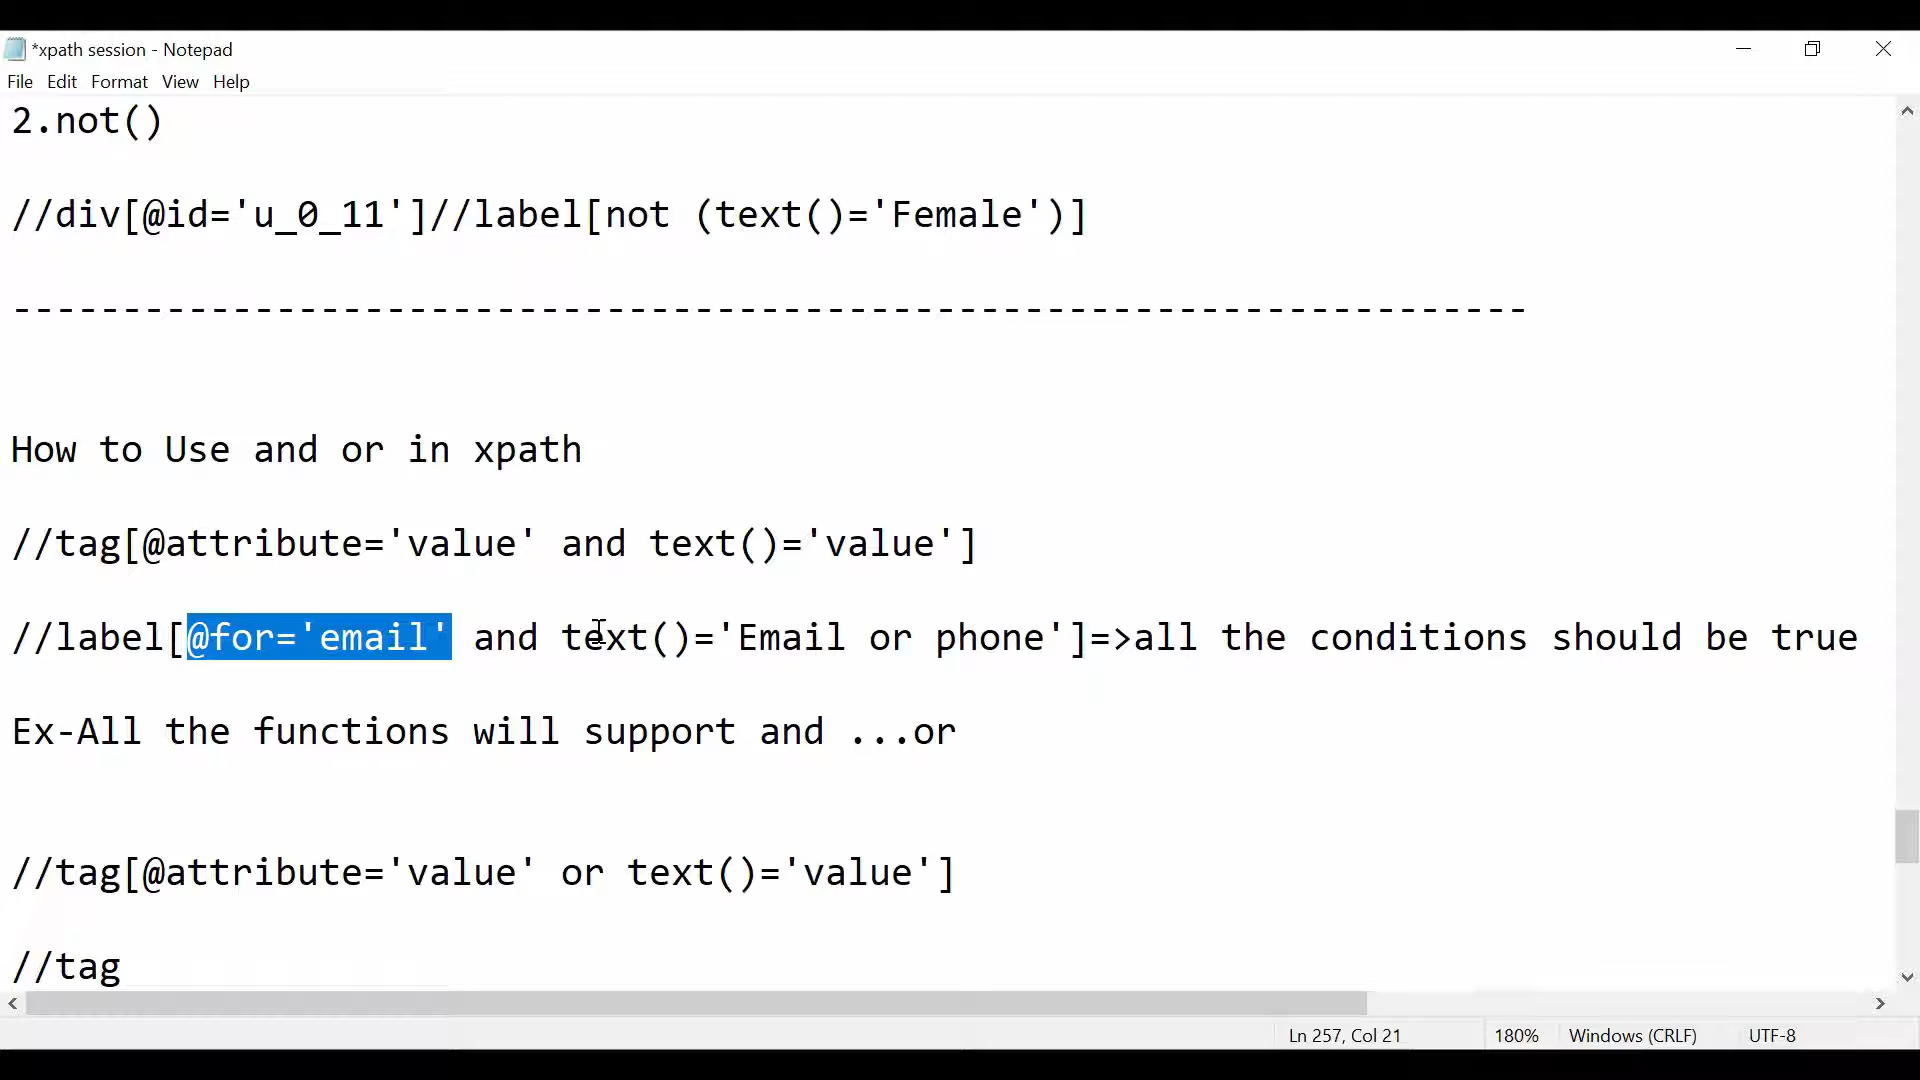 *xpath session - Notepad
File Edit Format View Help
2.not()
//div[@id='u_0_11']//label[not (text()='Female')]
---------------------------------------------------------------------
How to Use and or in xpath
//tag[@attribute='value' and text()='value']
//label[@for='email' and text()='Email or phone']=>all the conditions should be true
Ex-All the functions will support and ...or
//tag[@attribute='value' or text()='value']
//tag
Ln 257, Col 21 180% Windows (CRLF) UTF-8